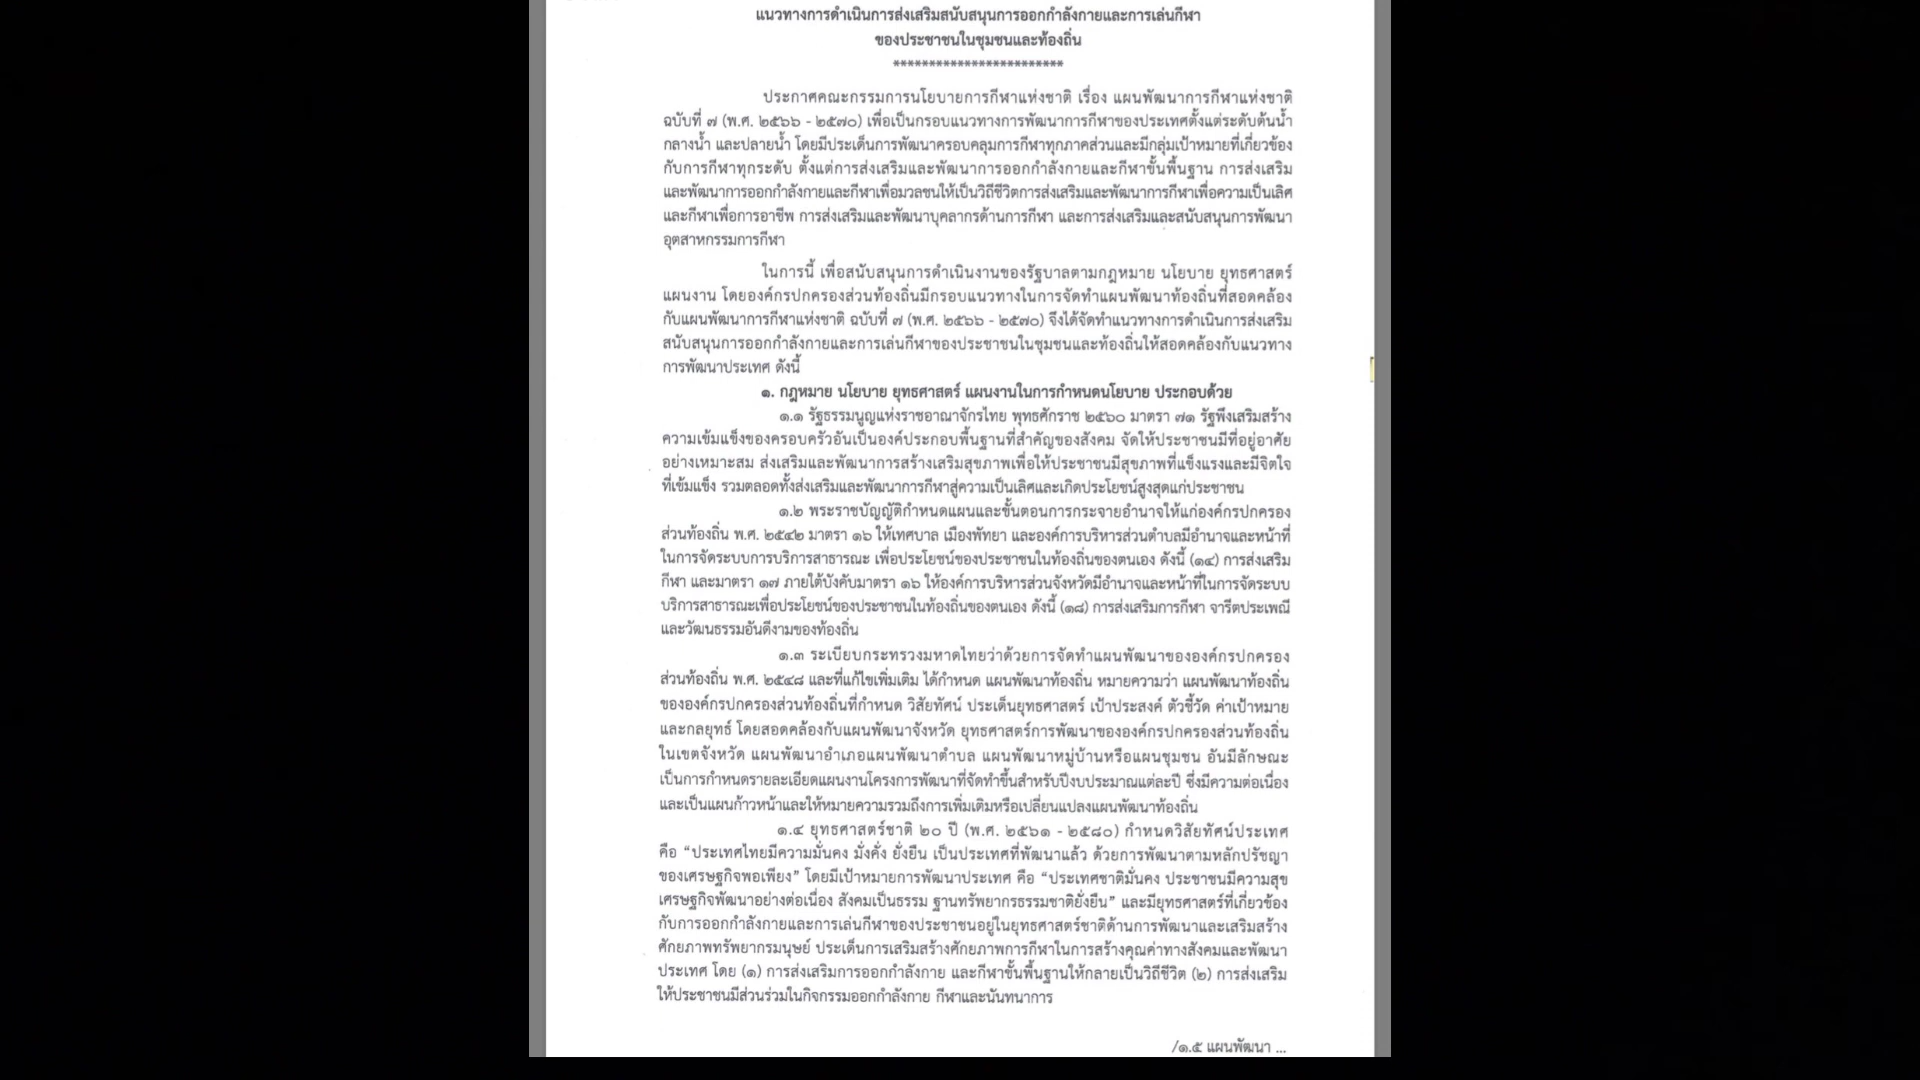 แนวทางการดำเนินการส่งเสริมสนับสนุนการออกกำลังกายและการเล่นกีฬา
ของประชาชนในชุมชนและท้องถิ่น
************************
ประกาศคณะกรรมการนโยบายการกีฬาแห่งชาติ เรื่อง แผนพัฒนาการกีฬาแห่งชาติ
ฉบับที่ ๗ (พ.ศ. ๒๕๖๖ - ๒๕๗๐) เพื่อเป็นกรอบแนวทางการพัฒนาการกีฬาของประเทศตั้งแต่ระดับต้นน้ำ
กลางน้ำ และปลายน้ำ โดยมีประเด็นการพัฒนาครอบคลุมการกีฬาทุกภาคส่วนและมีกลุ่มเป้าหมายที่เกี่ยวข้อง
กับการกีฬาทุกระดับ ตั้งแต่การส่งเสริมและพัฒนาการออกกำลังกายและกีฬาขั้นพื้นฐาน การส่งเสริม
และพัฒนาการออกกำลังกายและกีฬาเพื่อมวลชนให้เป็นวิถีชีวิตการส่งเสริมและพัฒนาการกีฬาเพื่อความเป็นเลิศ
และกีฬาเพื่อการอาชีพ การส่งเสริมและพัฒนาบุคลากรด้านการกีฬา และการส่งเสริมและสนับสนุนการพัฒนา
อุตสาหกรรมการกีฬา
ในการนี้ เพื่อสนับสนุนการดำเนินงานของรัฐบาลตามกฎหมาย นโยบาย ยุทธศาสตร์
แผนงาน โดยองค์กรปกครองส่วนท้องถิ่นมีกรอบแนวทางในการจัดทำแผนพัฒนาท้องถิ่นที่สอดคล้อง
กับแผนพัฒนาการกีฬาแห่งชาติ ฉบับที่ ๗ (พ.ศ. ๒๕๖๖ - ๒๕๗๐) จึงได้จัดทำแนวทางการดำเนินการส่งเสริม
สนับสนุนการออกกำลังกายและการเล่นกีฬาของประชาชนในชุมชนและท้องถิ่นให้สอดคล้องกับแนวทาง
การพัฒนาประเทศ ดังนี้
๑. กฎหมาย นโยบาย ยุทธศาสตร์ แผนงานในการกำหนดนโยบาย ประกอบด้วย
๑.๑ รัฐธรรมนูญแห่งราชอาณาจักรไทย พุทธศักราช ๒๕๖๐ มาตรา ๗๑ รัฐพึงเสริมสร้าง
ความเข้มแข็งของครอบครัวอันเป็นองค์ประกอบพื้นฐานที่สำคัญของสังคม จัดให้ประชาชนมีที่อยู่อาศัย
อย่างเหมาะสม ส่งเสริมและพัฒนาการสร้างเสริมสุขภาพเพื่อให้ประชาชนมีสุขภาพที่แข็งแรงและมีจิตใจ
ที่เข้มแข็ง รวมตลอดทั้งส่งเสริมและพัฒนาการกีฬาสู่ความเป็นเลิศและเกิดประโยชน์สูงสุดแก่ประชาชน
๑.๒ พระราชบัญญัติกำหนดแผนและขั้นตอนการกระจายอำนาจให้แก่องค์กรปกครอง
ส่วนท้องถิ่น พ.ศ. ๒๕๔๒ มาตรา ๑๖ ให้เทศบาล เมืองพัทยา และองค์การบริหารส่วนตำบลมีอำนาจและหน้าที่
ในการจัดระบบการบริการสาธารณะ เพื่อประโยชน์ของประชาชนในท้องถิ่นของตนเอง ดังนี้ (๑๔) การส่งเสริม
กีฬา และมาตรา ๑๗ ภายใต้บังคับมาตรา ๑๖ ให้องค์การบริหารส่วนจังหวัดมีอำนาจและหน้าที่ในการจัดระบบ
บริการสาธารณะเพื่อประโยชน์ของประชาชนในท้องถิ่นของตนเอง ดังนี้ (๑๘) การส่งเสริมการกีฬา จารีตประเพณี
และวัฒนธรรมอันดีงามของท้องถิ่น
๑.๓ ระเบียบกระทรวงมหาดไทยว่าด้วยการจัดทำแผนพัฒนาขององค์กรปกครอง
ส่วนท้องถิ่น พ.ศ. ๒๕๔๘ และที่แก้ไขเพิ่มเติม ได้กำหนด แผนพัฒนาท้องถิ่น หมายความว่า แผนพัฒนาท้องถิ่น
ขององค์กรปกครองส่วนท้องถิ่นที่กำหนด วิสัยทัศน์ ประเด็นยุทธศาสตร์ เป้าประสงค์ ตัวชี้วัด ค่าเป้าหมาย
และกลยุทธ์ โดยสอดคล้องกับแผนพัฒนาจังหวัด ยุทธศาสตร์การพัฒนาขององค์กรปกครองส่วนท้องถิ่น
ในเขตจังหวัด แผนพัฒนาอำเภอแผนพัฒนาตำบล แผนพัฒนาหมู่บ้านหรือแผนชุมชน อันมีลักษณะ
เป็นการกำหนดรายละเอียดแผนงานโครงการพัฒนาที่จัดทำขึ้นสำหรับปีงบประมาณแต่ละปี ซึ่งมีความต่อเนื่อง
และเป็นแผนก้าวหน้าและให้หมายความรวมถึงการเพิ่มเติมหรือเปลี่ยนแปลงแผนพัฒนาท้องถิ่น
๑.๔ ยุทธศาสตร์ชาติ ๒๐ ปี (พ.ศ. ๒๕๖๑ - ๒๕๘๐) กำหนดวิสัยทัศน์ประเทศ
คือ “ประเทศไทยมีความมั่นคง มั่งคั่ง ยั่งยืน เป็นประเทศที่พัฒนาแล้ว ด้วยการพัฒนาตามหลักปรัชญา
ของเศรษฐกิจพอเพียง” โดยมีเป้าหมายการพัฒนาประเทศ คือ “ประเทศชาติมั่นคง ประชาชนมีความสุข
เศรษฐกิจพัฒนาอย่างต่อเนื่อง สังคมเป็นธรรม ฐานทรัพยากรธรรมชาติยั่งยืน” และมียุทธศาสตร์ที่เกี่ยวข้อง
กับการออกกำลังกายและการเล่นกีฬาของประชาชนอยู่ในยุทธศาสตร์ชาติด้านการพัฒนาและเสริมสร้าง
ศักยภาพทรัพยากรมนุษย์ ประเด็นการเสริมสร้างศักยภาพการกีฬาในการสร้างคุณค่าทางสังคมและพัฒนา
ประเทศ โดย (๑) การส่งเสริมการออกกำลังกาย และกีฬาขั้นพื้นฐานให้กลายเป็นวิถีชีวิต (๒) การส่งเสริม
ให้ประชาชนมีส่วนร่วมในกิจกรรมออกกำลังกาย กีฬาและนันทนาการ
/๑.๕ แผนพัฒนา ...